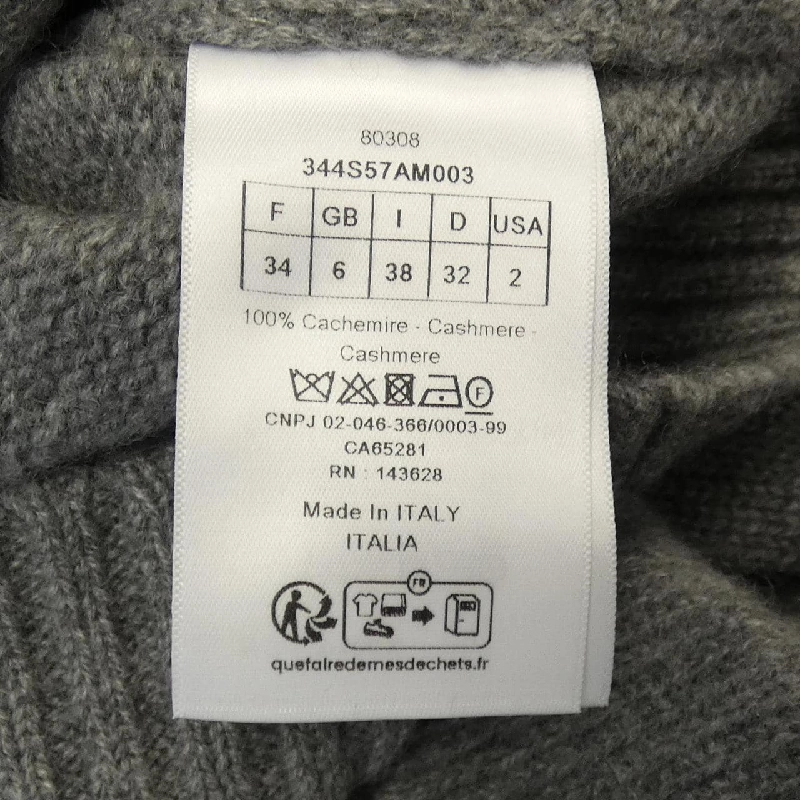 80308
344S57AM003
F GB I D USA
34 6 38 32 2
100% Cachemire - Cashmere -
Cashmere
F
CNPJ 02-046-366/0003-99
CA65281
RN : 143628
Made In ITALY
ITALIA
FR
quefairedemesdechets.fr